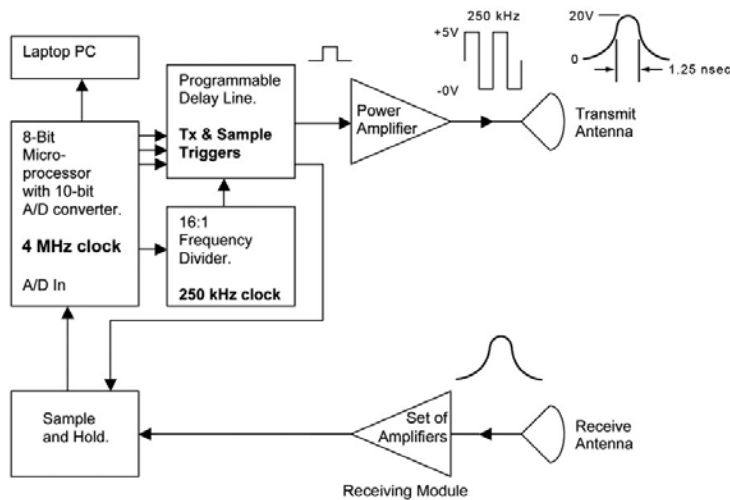 Laptop PC
8-Bit
Micro-
processor
with 10-bit
A/D converter.
4 MHz clock
A/D In
Programmable
Delay Line.
Tx & Sample
Triggers
16:1
Frequency
Divider.
250 kHz clock
Power
Amplifier
250 kHz
+5V
-0V
20V
0
1.25 nsec
Transmit
Antenna
Sample
and Hold.
Set of
Amplifiers
Receiving Module
Receive
Antenna